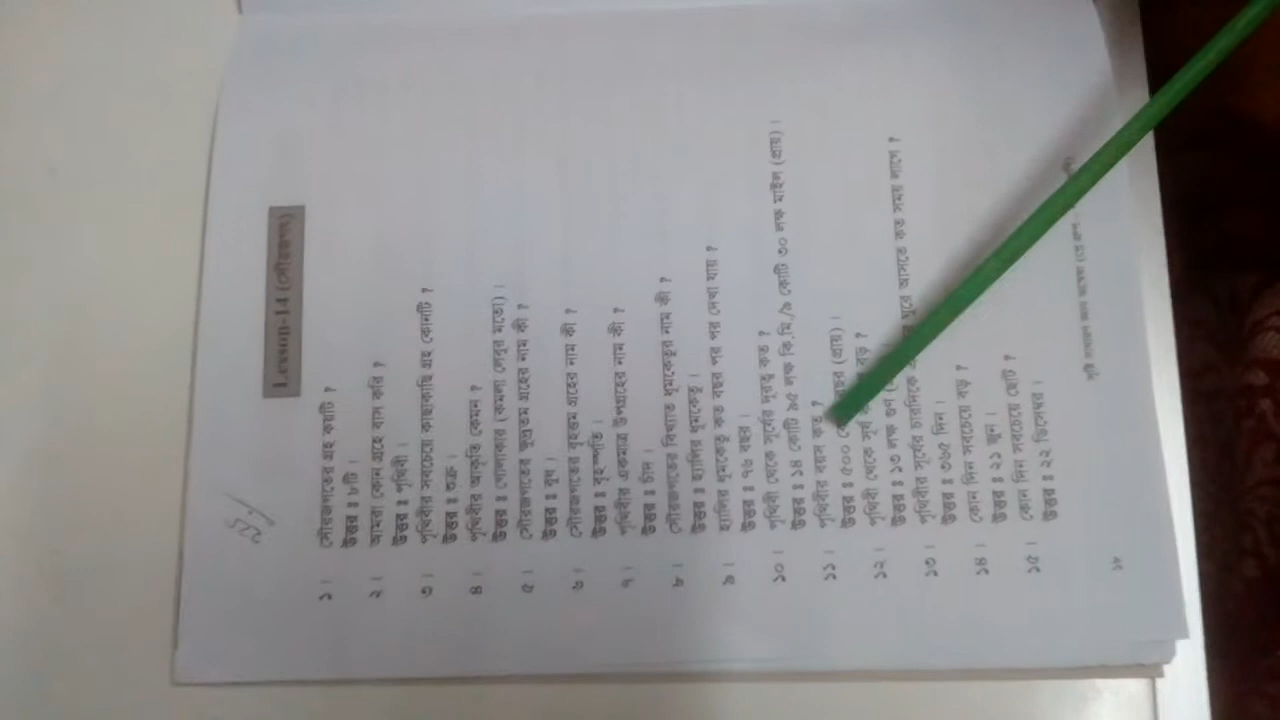 Lesson-14 (সৌরজগৎ)
১। সৌরজগতের গ্রহ কয়টি ?
উত্তর ঃ ৮টি।
২। আমরা কোন গ্রহে বাস করি ?
উত্তর ঃ পৃথিবী।
৩। পৃথিবীর সবচেয়ে কাছাকাছি গ্রহ কোনটি ?
উত্তর ঃ শুক্র।
৪। পৃথিবীর আকৃতি কেমন ?
উত্তর ঃ গোলাকার (কমলা লেবুর মতো)।
৫। সৌরজগতের ক্ষুদ্রতম গ্রহের নাম কী ?
উত্তর ঃ বুধ।
৬। সৌরজগতের বৃহত্তম গ্রহের নাম কী ?
উত্তর ঃ বৃহস্পতি।
৭। পৃথিবীর একমাত্র উপগ্রহের নাম কী ?
উত্তর ঃ চাঁদ।
৮। সৌরজগতের বিখ্যাত ধূমকেতুর নাম কী ?
উত্তর ঃ হ্যালির ধূমকেতু।
৯। হ্যালির ধূমকেতু কত বছর পর পর দেখা যায় ?
উত্তর ঃ ৭৬ বছর।
১০। পৃথিবী থেকে সূর্যের দূরত্ব কত ?
উত্তর ঃ ১৪ কোটি ৯৫ লক্ষ কি.মি./৯ কোটি ৩০ লক্ষ মাইল (প্রায়)।
১১। পৃথিবীর বয়স কত ?
উত্তর ঃ ৫০০ বছর (প্রায়)।
১২। পৃথিবী থেকে সূর্য বড় ?
উত্তর ঃ ১৩ লক্ষ গুণ
১৩। পৃথিবীর সূর্যের চারদিকে ঘুরে আসতে কত সময় লাগে ?
উত্তর ঃ ৩৬৫ দিন।
১৪। কোন দিন সবচেয়ে বড় ?
উত্তর ঃ ২১ জুন।
১৫। কোন দিন সবচেয়ে ছোট ?
উত্তর ঃ ২২ ডিসেম্বর।